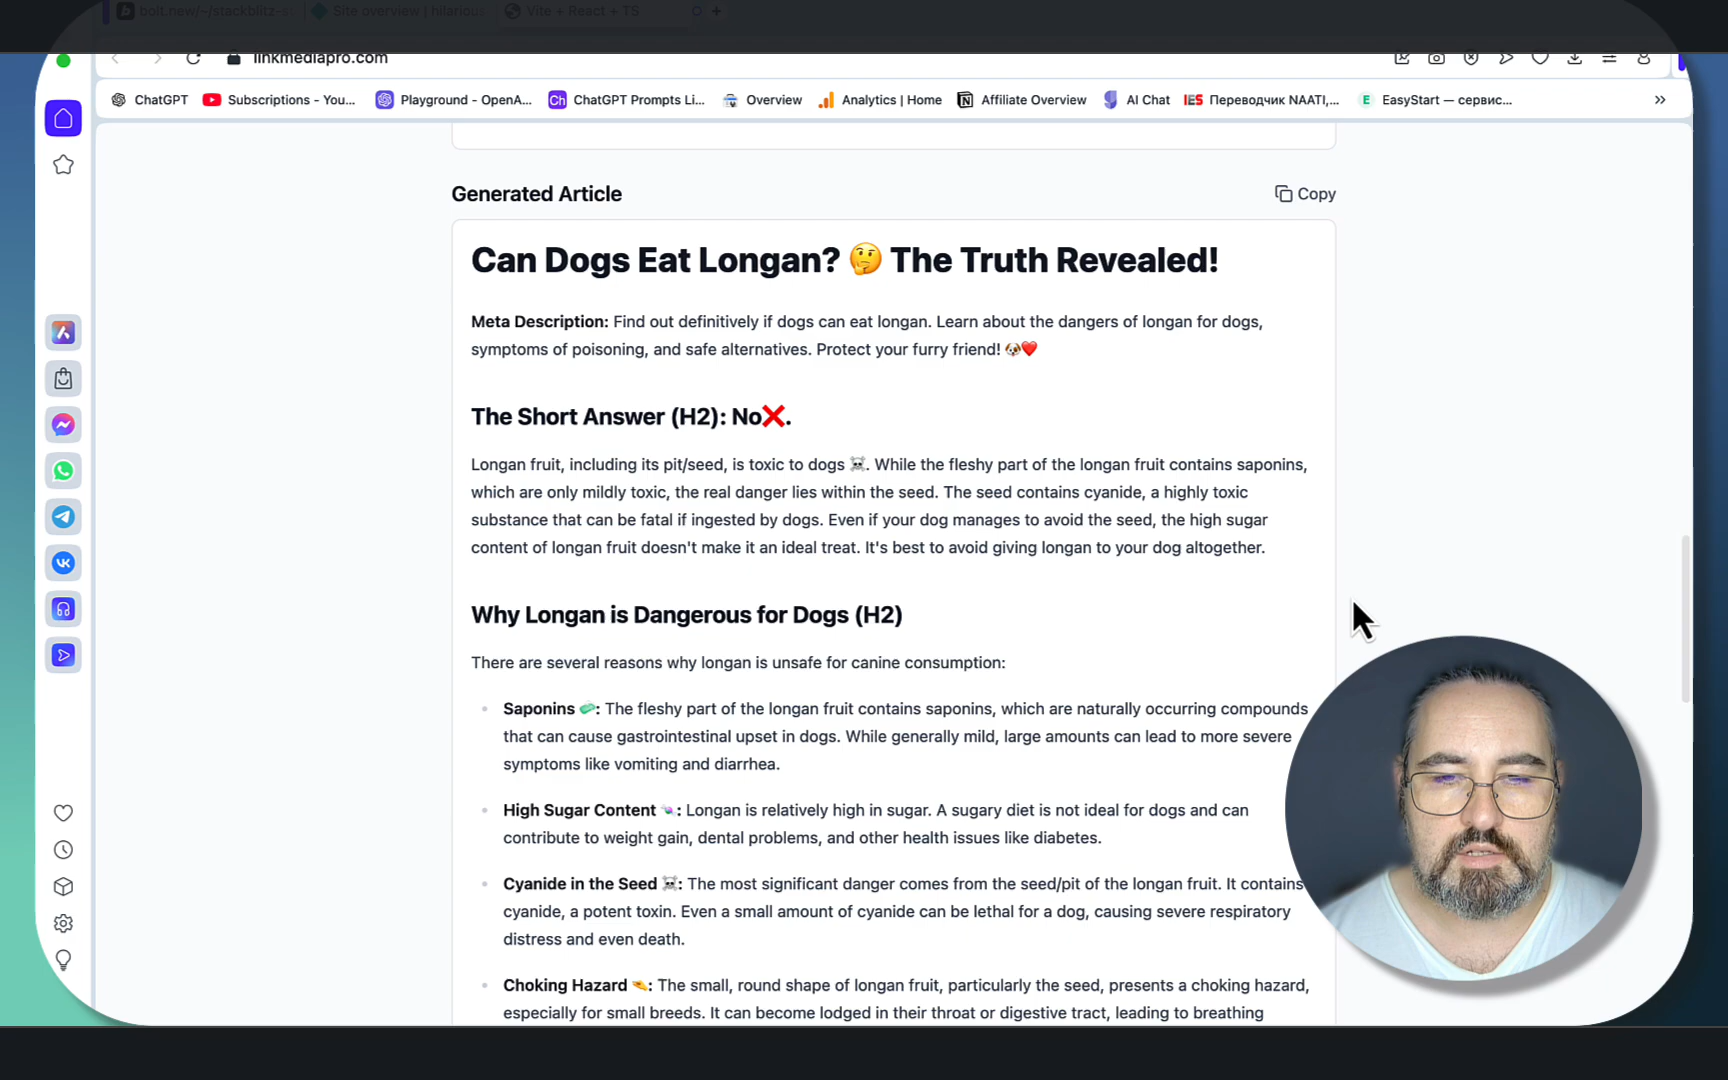 bolt.new/~/stackblitz-s
Site overview | hilariou
Vite + React + TS
linkmediapro.com
ChatGPT
Subscriptions - You...
Playground - OpenA...
Ch
ChatGPT Prompts Li...
Overview
Analytics | Home
Affiliate Overview
AI Chat
IES
Переводчик NAATI,...
E
EasyStart — сервис...
Generated Article
Copy
Can Dogs Eat Longan? 🤔 The Truth Revealed!
Meta Description: Find out definitively if dogs can eat longan. Learn about the dangers of longan for dogs,
symptoms of poisoning, and safe alternatives. Protect your furry friend! 🐶❤️
The Short Answer (H2): No❌.
Longan fruit, including its pit/seed, is toxic to dogs ☠️. While the fleshy part of the longan fruit contains saponins,
which are only mildly toxic, the real danger lies within the seed. The seed contains cyanide, a highly toxic
substance that can be fatal if ingested by dogs. Even if your dog manages to avoid the seed, the high sugar
content of longan fruit doesn't make it an ideal treat. It's best to avoid giving longan to your dog altogether.
Why Longan is Dangerous for Dogs (H2)
There are several reasons why longan is unsafe for canine consumption:
Saponins 🧼: The fleshy part of the longan fruit contains saponins, which are naturally occurring compounds
that can cause gastrointestinal upset in dogs. While generally mild, large amounts can lead to more severe
symptoms like vomiting and diarrhea.
High Sugar Content 🍬: Longan is relatively high in sugar. A sugary diet is not ideal for dogs and can
contribute to weight gain, dental problems, and other health issues like diabetes.
Cyanide in the Seed ☠️: The most significant danger comes from the seed/pit of the longan fruit. It contains
cyanide, a potent toxin. Even a small amount of cyanide can be lethal for a dog, causing severe respiratory
distress and even death.
Choking Hazard 🫴: The small, round shape of longan fruit, particularly the seed, presents a choking hazard,
especially for small breeds. It can become lodged in their throat or digestive tract, leading to breathing